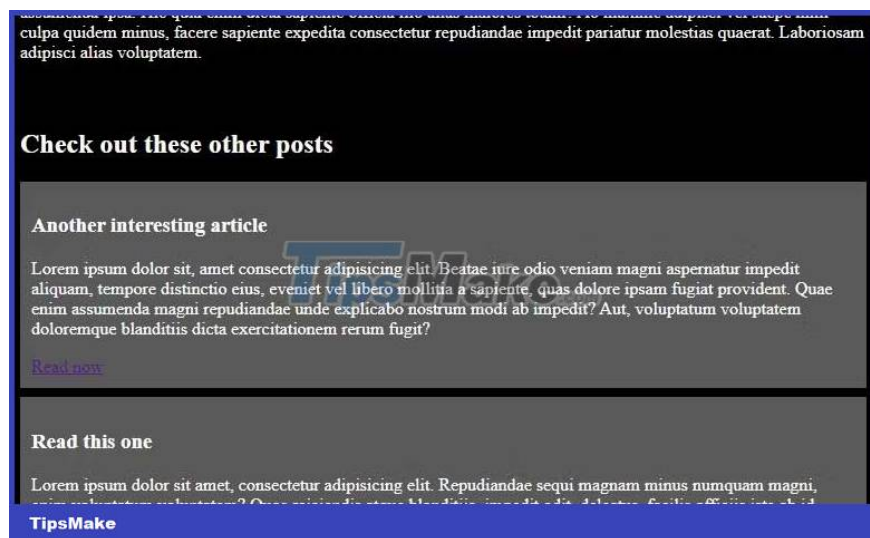 culpa quidem minus, facere sapiente expedita consectetur repudiandae impedit pariatur molestias quaerat. Laboriosam
adipisci alias voluptatem.
Check out these other posts
Another interesting article
Lorem ipsum dolor sit, amet consectetur adipisicing elit. Beatae iure odio veniam magni aspernatur impedit
aliquam, tempore distinctio eius, eveniet vel libero mollitia a sapiente, quas dolore ipsam fugiat provident. Quae
enim assumenda magni repudiandae unde explicabo nostrum modi ab impedit? Aut, voluptatum voluptatem
doloremque blanditiis dicta exercitationem rerum fugit?
TipsMake
Read now
Read this one
Lorem ipsum dolor sit amet, consectetur adipisicing elit. Repudiandae sequi magnam minus numquam magni,
TipsMake